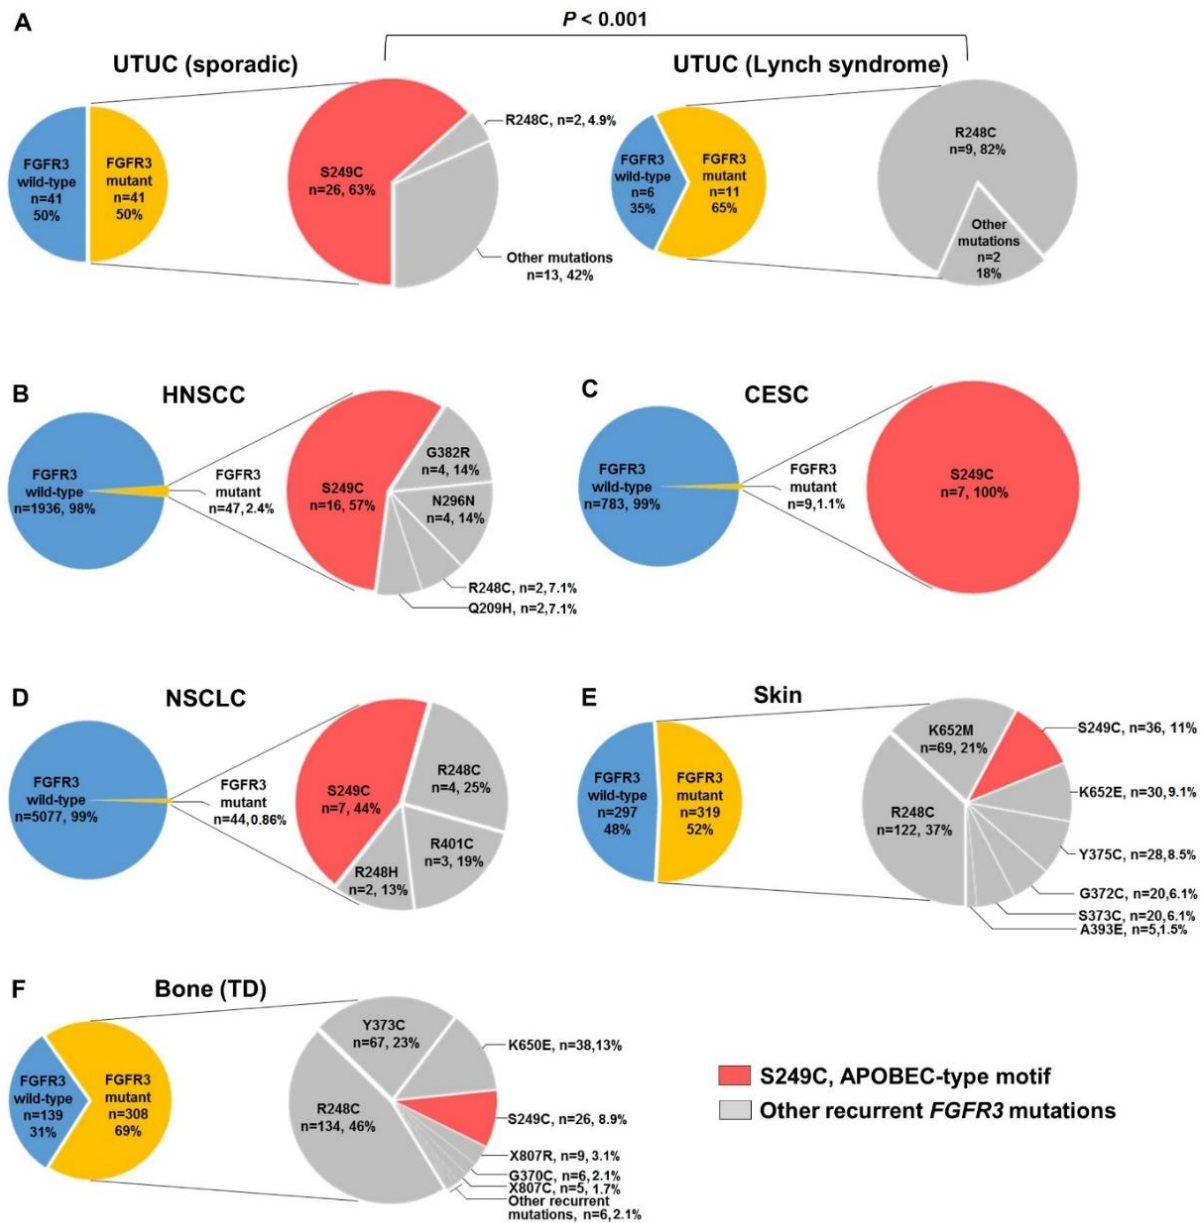 A
P < 0.001
UTUC (sporadic)
UTUC (Lynch syndrome)
FGFR3
wild-type
n=41
50%
FGFR3
mutant
n=41
50%
S249C
n=26, 63%
R248C, n=2, 4.9%
Other mutations
n=13, 42%
FGFR3
wild-type
n=6
35%
FGFR3
mutant
n=11
65%
R248C
n=9, 82%
Other
mutations
n=2
18%
B
HNSCC
FGFR3
wild-type
n=1936, 98%
FGFR3
mutant
n=47, 2.4%
S249C
n=16, 57%
G382R
n=4, 14%
N296N
n=4, 14%
R248C, n=2,7.1%
Q209H, n=2,7.1%
C
CESC
FGFR3
wild-type
n=783, 99%
FGFR3
mutant
n=9,1.1%
S249C
n=7, 100%
D
NSCLC
FGFR3
wild-type
n=5077, 99%
FGFR3
mutant
n=44,0.86%
S249C
n=7, 44%
R248C
n=4, 25%
R401C
n=3, 19%
R248H
n=2, 13%
E
Skin
FGFR3
wild-type
n=297
48%
FGFR3
mutant
n=319
52%
K652M
n=69, 21%
R248C
n=122, 37%
S249C, n=36, 11%
K652E, n=30,9.1%
Y375C, n=28,8.5%
G372C, n=20,6.1%
S373C, n=20,6.1%
A393E, n=5,1.5%
F
Bone (TD)
FGFR3
wild-type
n=139
31%
FGFR3
mutant
n=308
69%
Y373C
n=67, 23%
R248C
n=134, 46%
K650E, n=38,13%
S249C, n=26, 8.9%
X807R, n=9, 3.1%
G370C, n=6, 2.1%
X807C, n=5, 1.7%
Other recurrent
mutations, n=6,2.1%
S249C, APOBEC-type motif
Other recurrent FGFR3 mutations